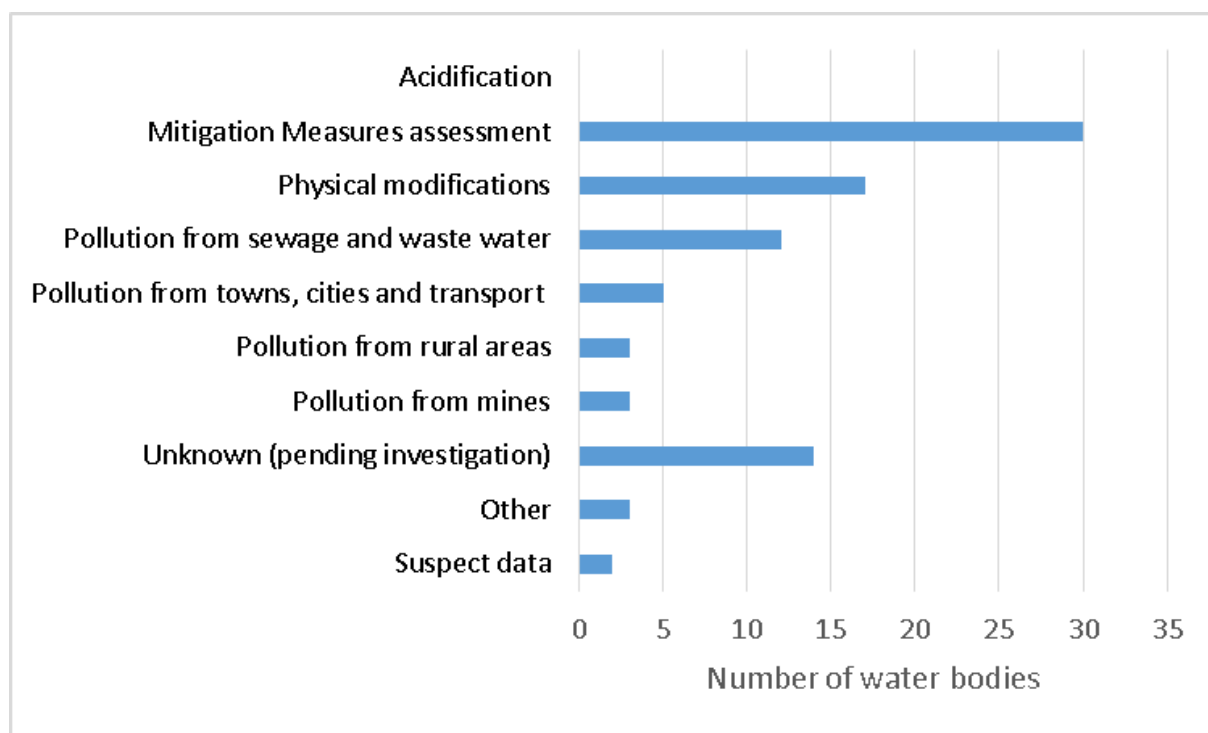 Acidification
Mitigation Measures assessment
Physical modifications
Pollution from sewage and waste water
Pollution from towns, cities and transport
Pollution from rural areas
Pollution from mines
Unknown (pending investigation)
Other
Suspect data
0 5 10 15 20 25 30 35
Number of water bodies